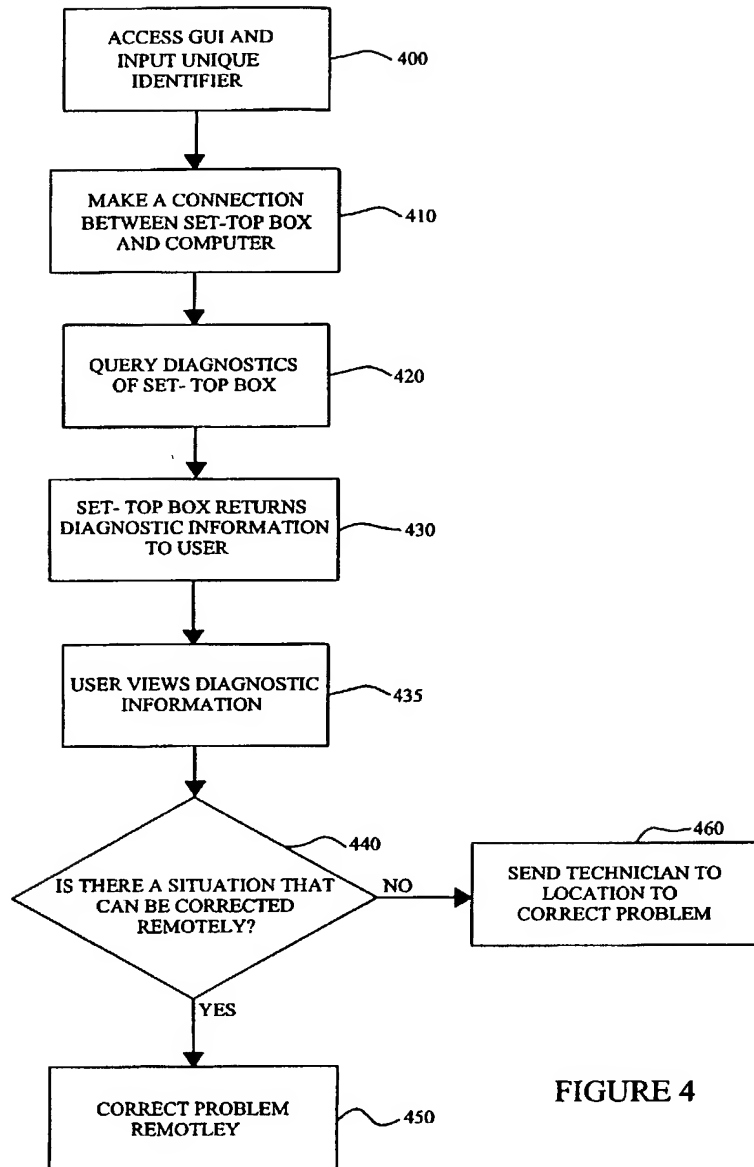 ACCESS GUI AND
INPUT UNIQUE
IDENTIFIER
400
MAKE A CONNECTION
BETWEEN SET-TOP BOX
AND COMPUTER
410
QUERY DIAGNOSTICS
OF SET- TOP BOX
420
SET- TOP BOX RETURNS
DIAGNOSTIC INFORMATION
TO USER
430
USER VIEWS DIAGNOSTIC
INFORMATION
435
440
IS THERE A SITUATION THAT
CAN BE CORRECTED
REMOTELY?
NO
460
SEND TECHNICIAN TO
LOCATION TO
CORRECT PROBLEM
YES
CORRECT PROBLEM
REMOTLEY
450
FIGURE 4